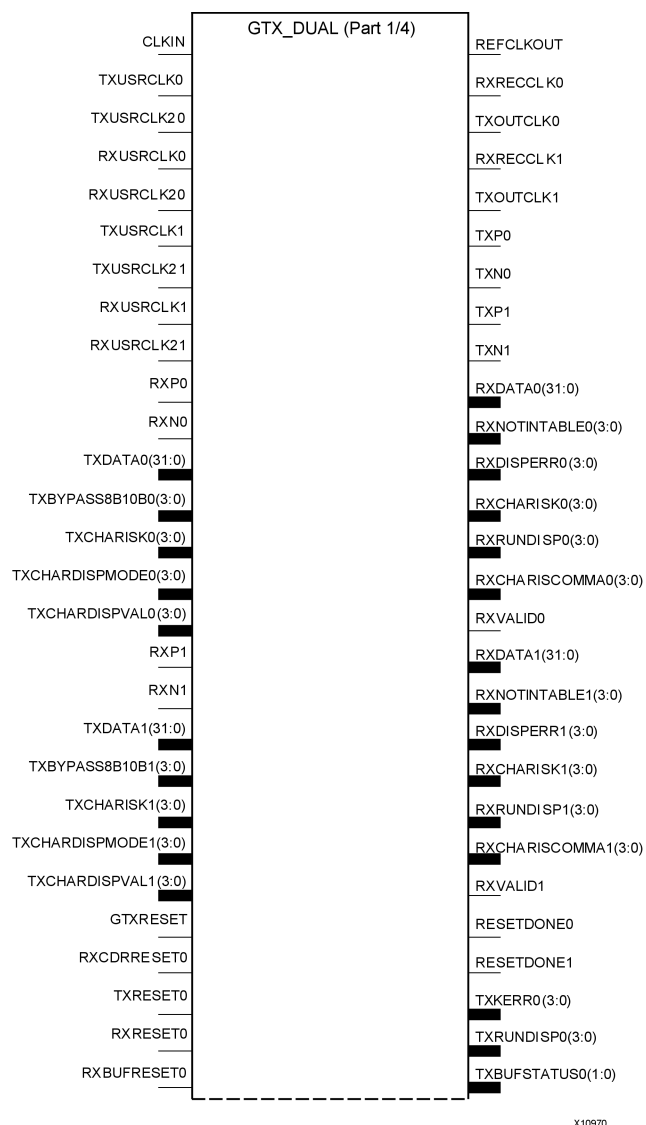 GTX_DUAL (Part 1/4)
CLKIN
REFCLKOUT
TXUSRCLK0
RXRECCLK0
TXUSRCLK20
TXOUTCLK0
RXUSRCLK0
RXRECCLK1
RXUSRCLK20
TXOUTCLK1
TXUSRCLK1
TXP0
TXUSRCLK21
TXN0
RXUSRCLK1
TXP1
RXUSRCLK21
TXN1
RXP0
RXDATA0(31:0)
RXN0
RXNOTINTABLE0(3:0)
TXDATA0(31:0)
RXDISPERR0(3:0)
TXBYPASS8B10B0(3:0)
RXCHARISK0(3:0)
TXCHARISK0(3:0)
RXRUNDISP0(3:0)
TXCHARDISPMODE0(3:0)
RXCHARISCOMMA0(3:0)
TXCHARDISPVAL0(3:0)
RXVALID0
RXP1
RXDATA1(31:0)
RXN1
RXNOTINTABLE1(3:0)
TXDATA1(31:0)
RXDISPERR1(3:0)
TXBYPASS8B10B1(3:0)
RXCHARISK1(3:0)
TXCHARISK1(3:0)
RXRUNDISP1(3:0)
TXCHARDISPMODE1(3:0)
RXCHARISCOMMA1(3:0)
TXCHARDISPVAL1(3:0)
RXVALID1
GTXRESET
RESETDONE0
RXCDRRESET0
RESETDONE1
TXRESET0
TXKERR0(3:0)
RXRESET0
TXRUNDISP0(3:0)
RXBUFRESET0
TXBUFSTATUS0(1:0)
X10970